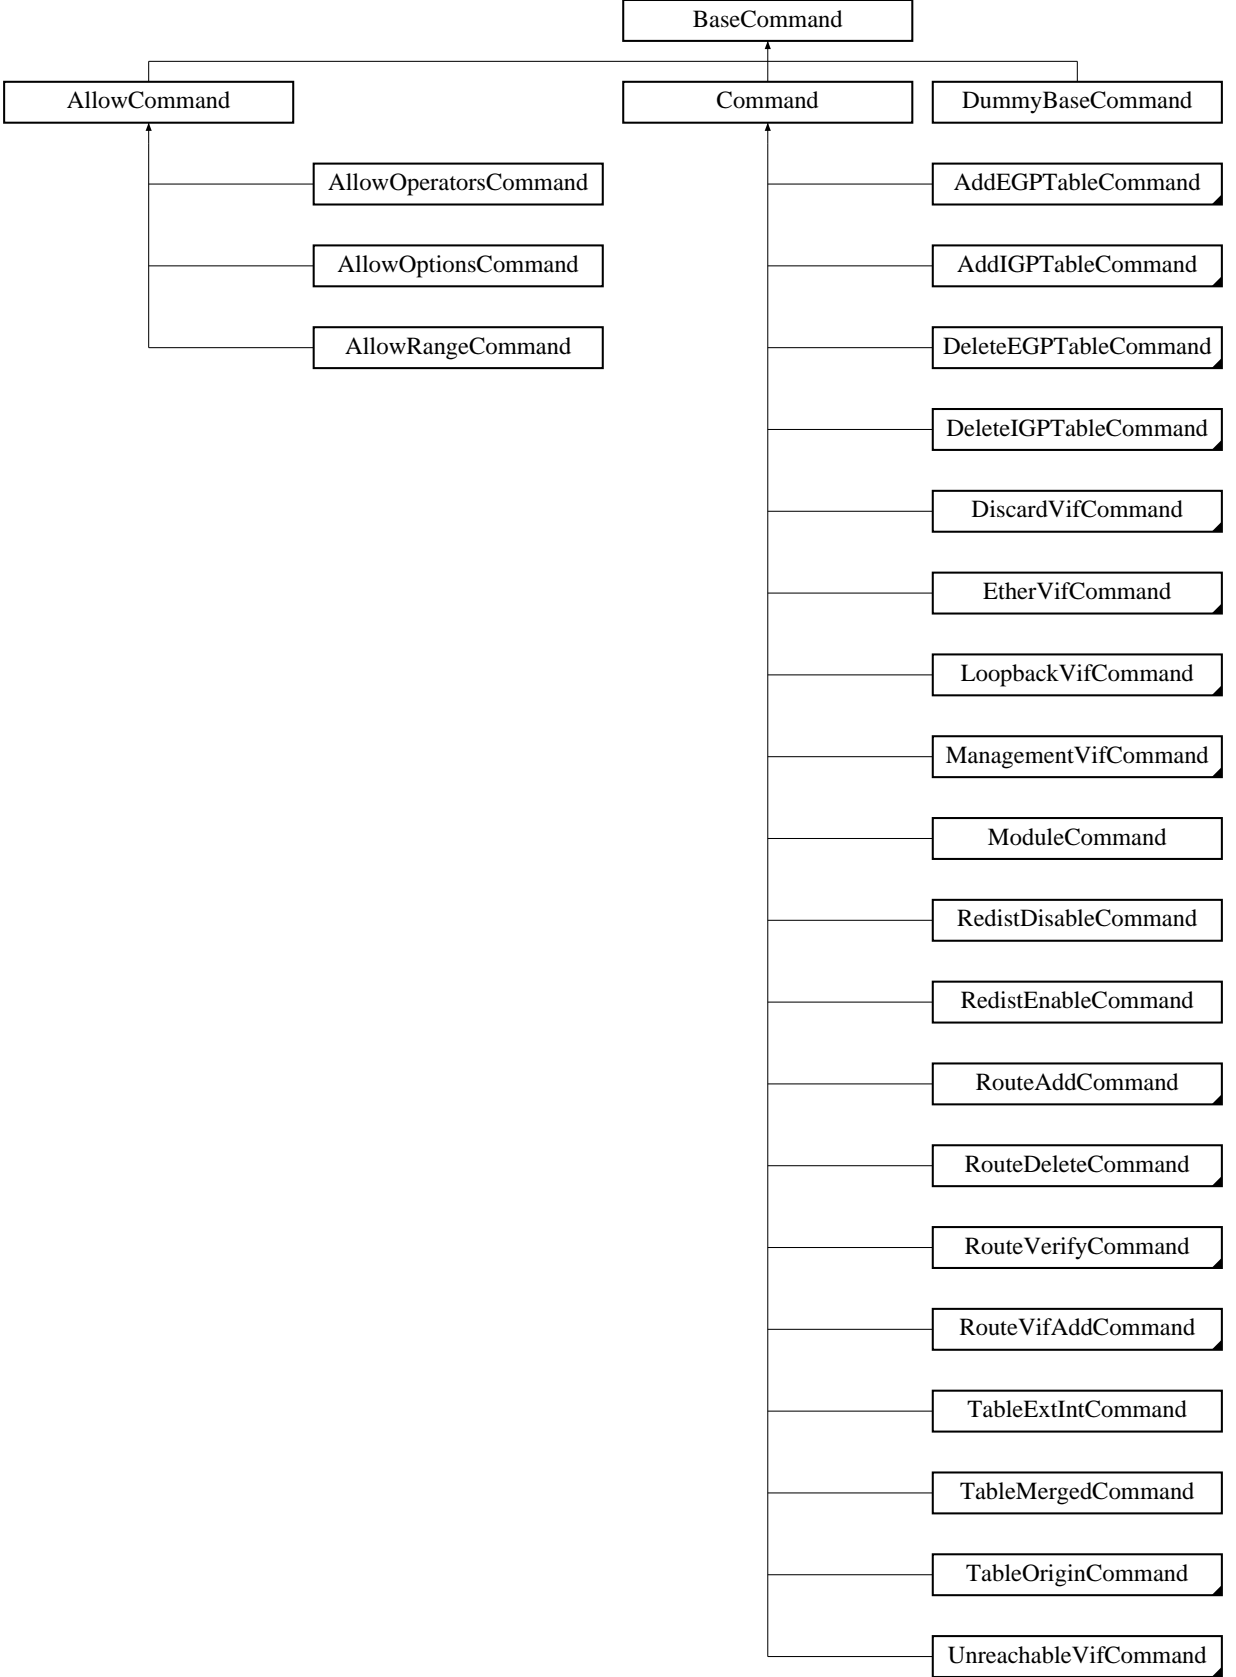 BaseCommand
AllowCommand
Command
DummyBaseCommand
AllowOperatorsCommand
AddEGPTableCommand
AllowOptionsCommand
AddIGPTableCommand
AllowRangeCommand
DeleteEGPTableCommand
DeleteIGPTableCommand
DiscardVifCommand
EtherVifCommand
LoopbackVifCommand
ManagementVifCommand
ModuleCommand
RedistDisableCommand
RedistEnableCommand
RouteAddCommand
RouteDeleteCommand
RouteVerifyCommand
RouteVifAddCommand
TableExtIntCommand
TableMergedCommand
TableOriginCommand
UnreachableVifCommand